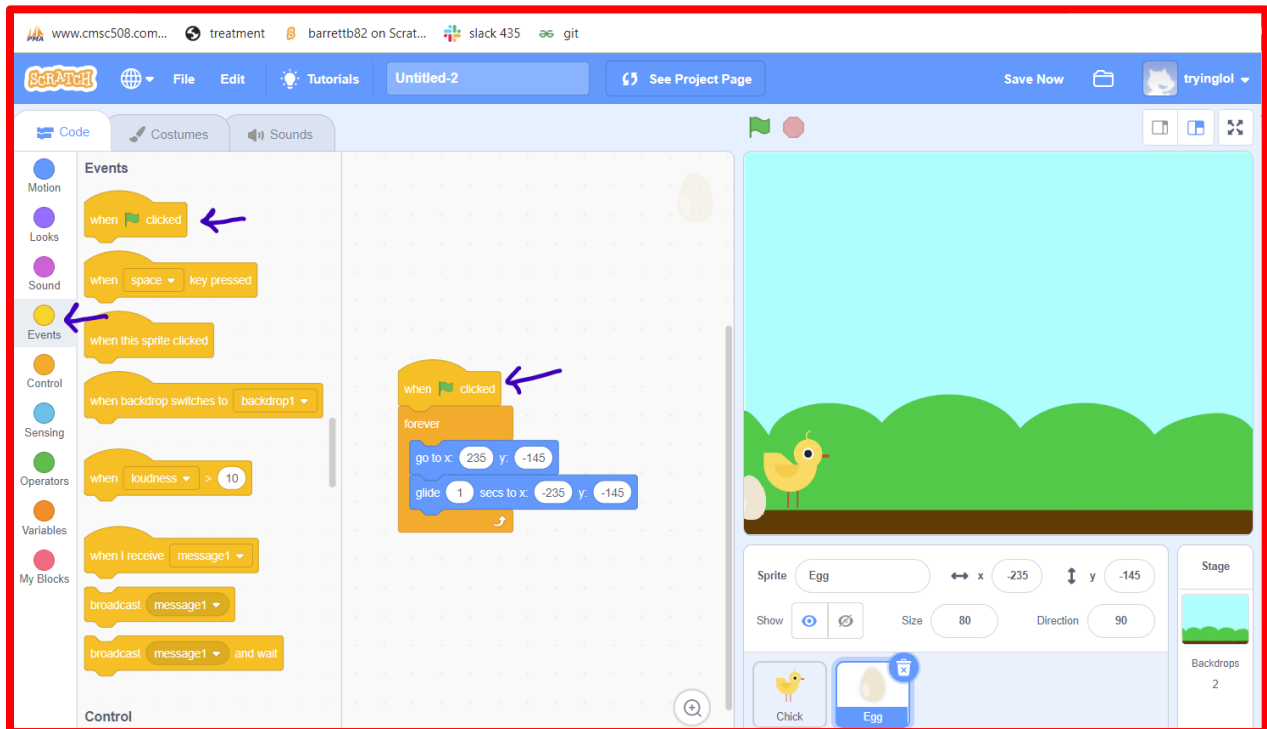 PMA www.cmsc508.com... treatment barrettb82 on Scrat... slack 435 git
SCRATCH File Edit Tutorials Untitled-2 See Project Page Save Now tryinglol
Code Costumes Sounds
Motion
Looks
Sound
Events
Control
Sensing
Operators
Variables
My Blocks
Events
when clicked
when space key pressed
when this sprite clicked
when backdrop switches to backdrop1
when loudness > 10
when I receive message1
broadcast message1
broadcast message1 and wait
Control
when clicked
forever
go to x: 235 y: -145
glide 1 secs to x: -235 y: -145
Sprite Egg x -235 y -145
Show Size 80 Direction 90
Chick
Egg
Stage
Backdrops
2